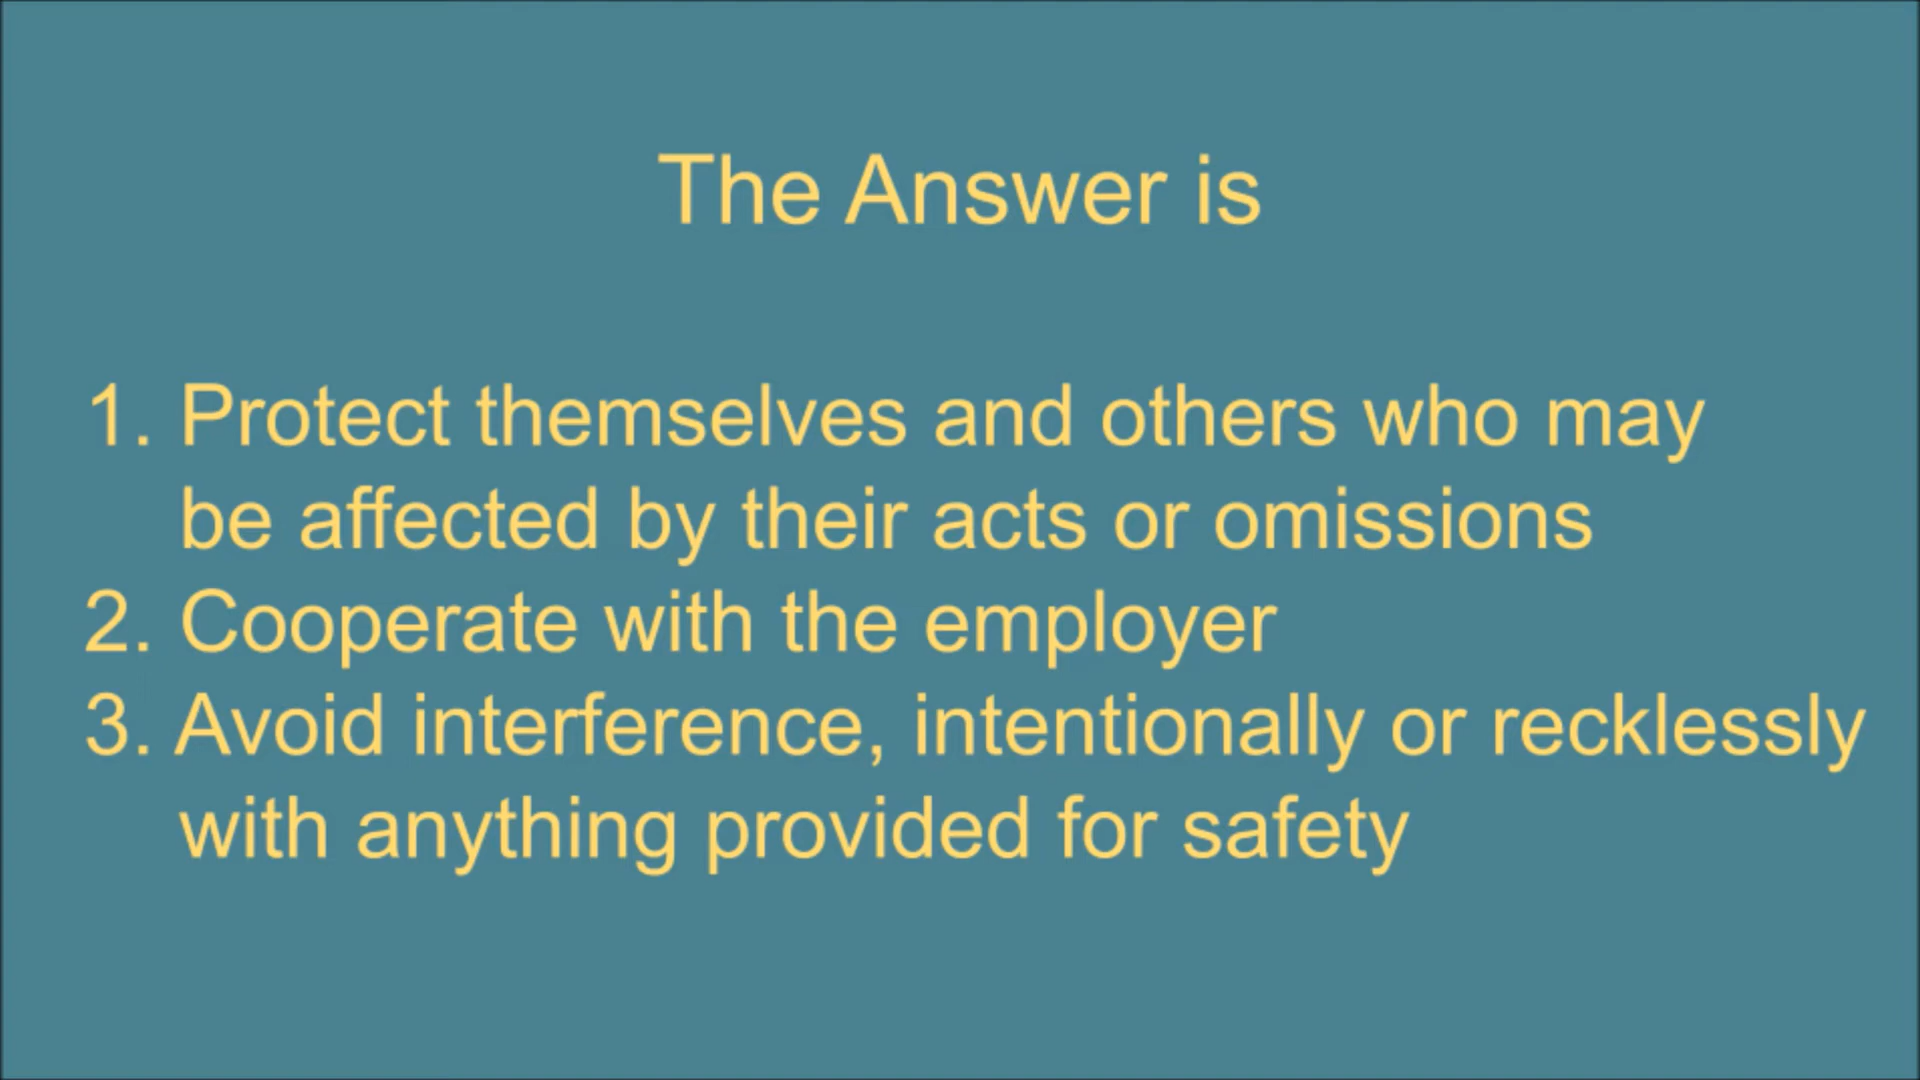 The Answer is
1. Protect themselves and others who may
be affected by their acts or omissions
2. Cooperate with the employer
3. Avoid interference, intentionally or recklessly
with anything provided for safety